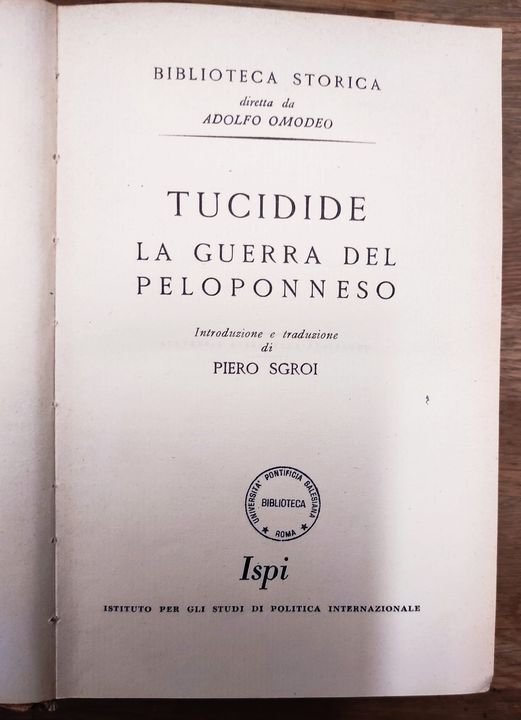 BIBLIOTECA STORICA
diretta da
ADOLFO OMODEO
TUCIDIDE
LA GUERRA DEL
PELOPONNESO
Introduzione e traduzione
di
PIERO SGROI
UNIVERSITA' PONTIFICIA SALESIANA
BIBLIOTECA
ROMA
Ispi
ISTITUTO PER GLI STUDI DI POLITICA INTERNAZIONALE